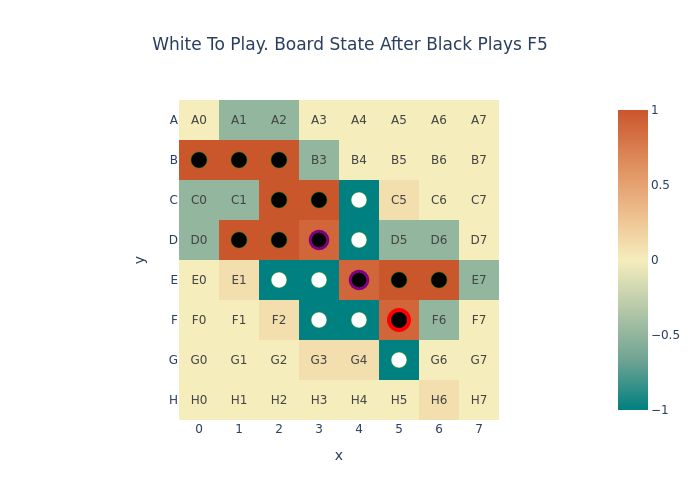 White To Play. Board State After Black Plays F5
A A0 A1 A2 A3 A4 A5 A6 A7
B B3 B4 B5 B6 B7
C C0 C1 C5 C6 C7
D D0 D5 D6 D7
E E0 E1 E7
F F0 F1 F2 F6 F7
G G0 G1 G2 G3 G4 G6 G7
H H0 H1 H2 H3 H4 H5 H6 H7
0 1 2 3 4 5 6 7
x
y
1
0.5
0
−0.5
−1